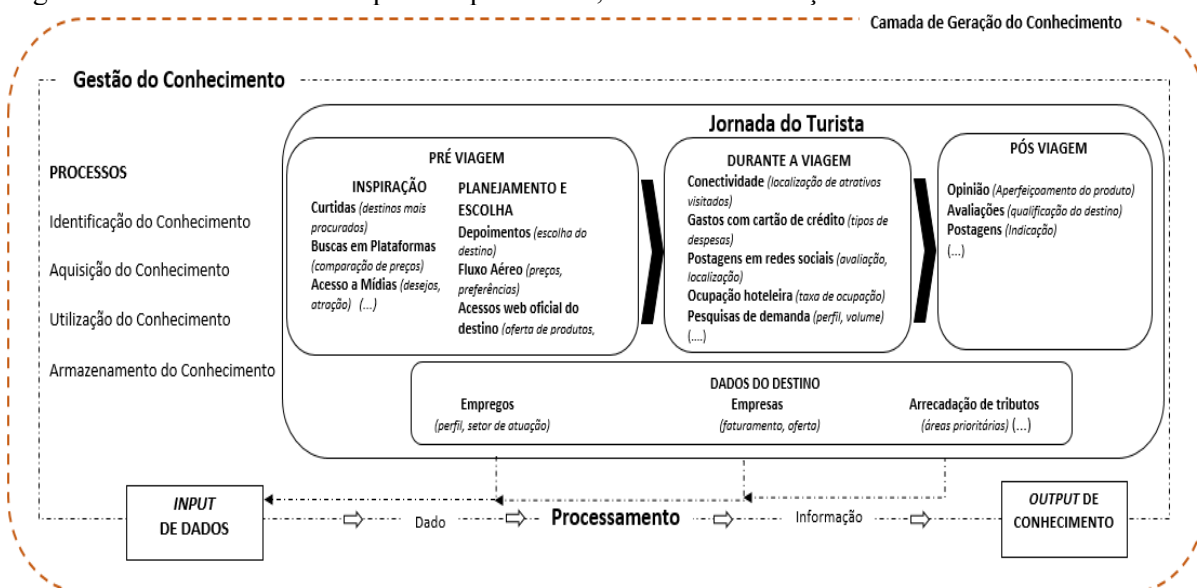 Camada de Geração do Conhecimento
Gestão do Conhecimento
PROCESSOS
Identificação do Conhecimento
Aquisição do Conhecimento
Utilização do Conhecimento
Armazenamento do Conhecimento
Jornada do Turista
PRÉ VIAGEM
INSPIRAÇÃO
Curtidas (destinos mais
procurados)
Buscas em Plataformas
(comparação de preços)
Acesso a Mídias (desejos,
atração) (...)
PLANEJAMENTO E
ESCOLHA
Depoimentos (escolha do
destino)
Fluxo Aéreo (preços,
preferências)
Acessos web oficial do
destino (oferta de produtos,
DURANTE A VIAGEM
Conectividade (localização de atrativos
visitados)
Gastos com cartão de crédito (tipos de
despesas)
Postagens em redes sociais (avaliação,
localização)
Ocupação hoteleira (taxa de ocupação)
Pesquisas de demanda (perfil, volume)
(....)
PÓS VIAGEM
Opinião (Aperfeiçoamento do produto)
Avaliações (qualificação do destino)
Postagens (Indicação)
(...)
DADOS DO DESTINO
Empregos
(perfil, setor de atuação)
Empresas
(faturamento, oferta)
Arrecadação de tributos
(áreas prioritárias) (...)
INPUT
DE DADOS
Dado
Processamento
Informação
OUTPUT DE
CONHECIMENTO